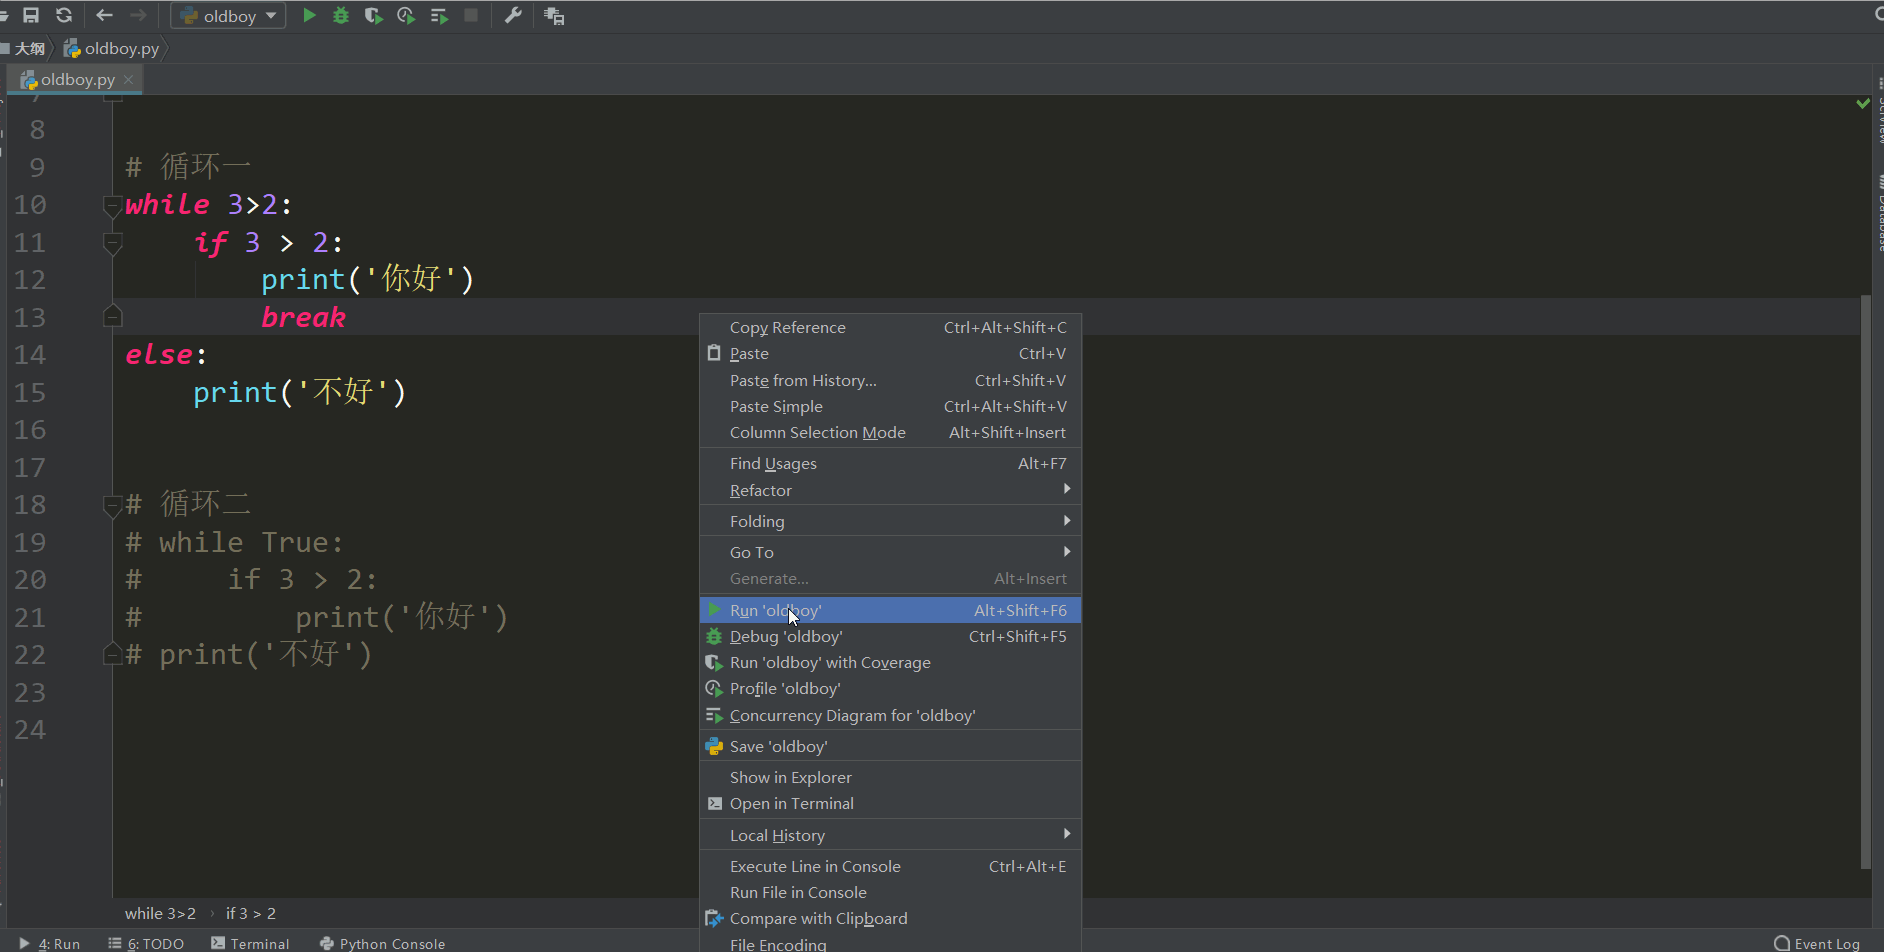 oldboy
大纲 oldboy.py
oldboy.py
7
8
9 # 循环一
10 while 3>2:
11 if 3 > 2:
12 print('你好')
13 break
14 else:
15 print('不好')
16
17
18 # 循环二
19 # while True:
20 # if 3 > 2:
21 # print('你好')
22 # print('不好')
23
24
Copy Reference Ctrl+Alt+Shift+C
Paste Ctrl+V
Paste from History... Ctrl+Shift+V
Paste Simple Ctrl+Alt+Shift+V
Column Selection Mode Alt+Shift+Insert
Find Usages Alt+F7
Refactor
Folding
Go To
Generate... Alt+Insert
Run 'oldboy' Alt+Shift+F6
Debug 'oldboy' Ctrl+Shift+F5
Run 'oldboy' with Coverage
Profile 'oldboy'
Concurrency Diagram for 'oldboy'
Save 'oldboy'
Show in Explorer
Open in Terminal
Local History
Execute Line in Console Ctrl+Alt+E
Run File in Console
Compare with Clipboard
File Encoding
while 3>2 › if 3 > 2
4: Run 6: TODO Terminal Python Console Event Log
SciView
Database